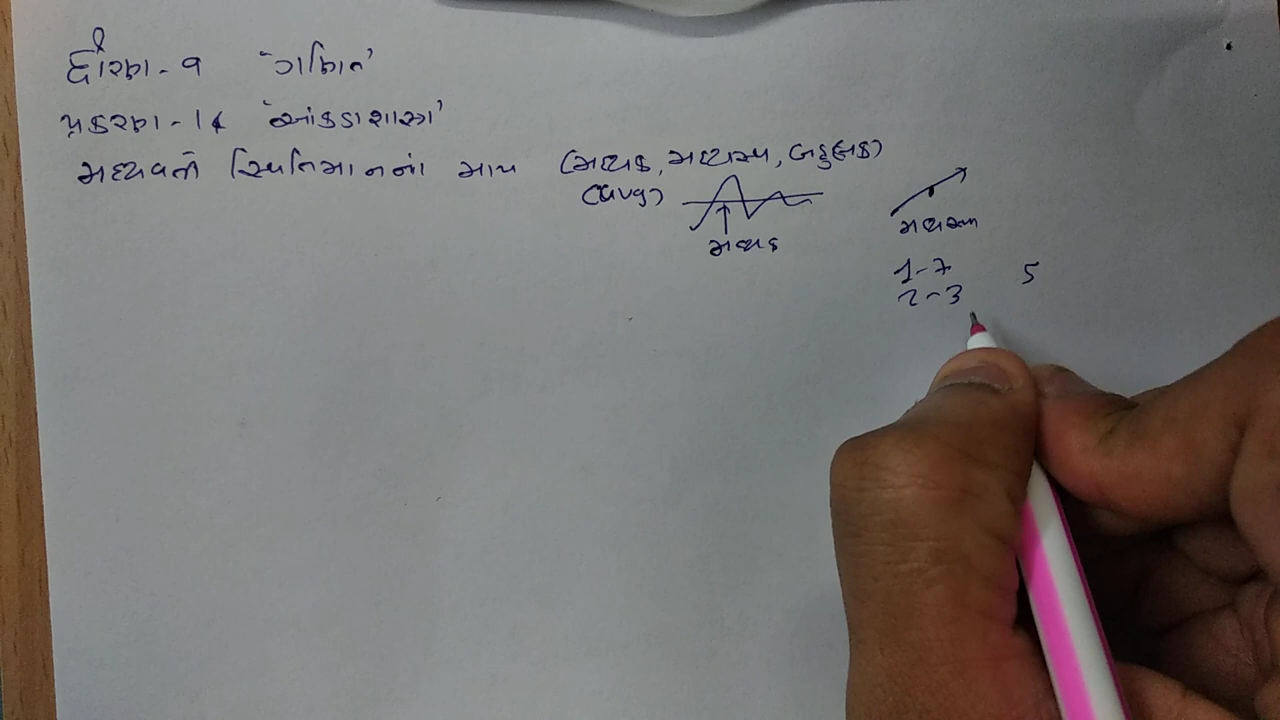 ધોરણ - ૧ "ગણિત"
પ્રકરણ - 14 "આંકડાશાસ્ત્ર"
મધ્યવર્તી સ્થિતિમાનનાં માપ (મધ્યક, મધ્યસ્થ, બહુલક)
(avg)
મધ્યક
મધ્યસ્થ
1-7 5
2-3